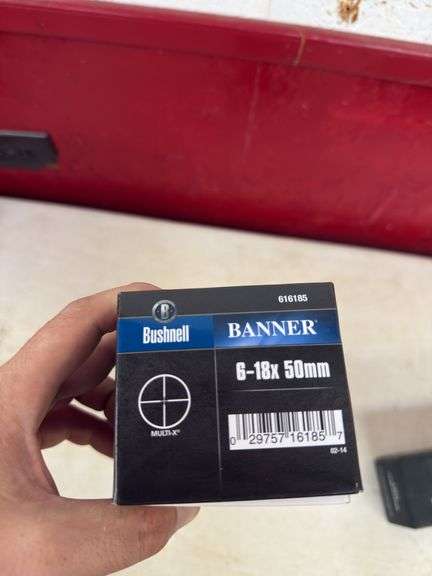 616185
B
Bushnell
BANNER®
6-18x 50mm
MULTI-X®
0 29757 16185 7
02-14